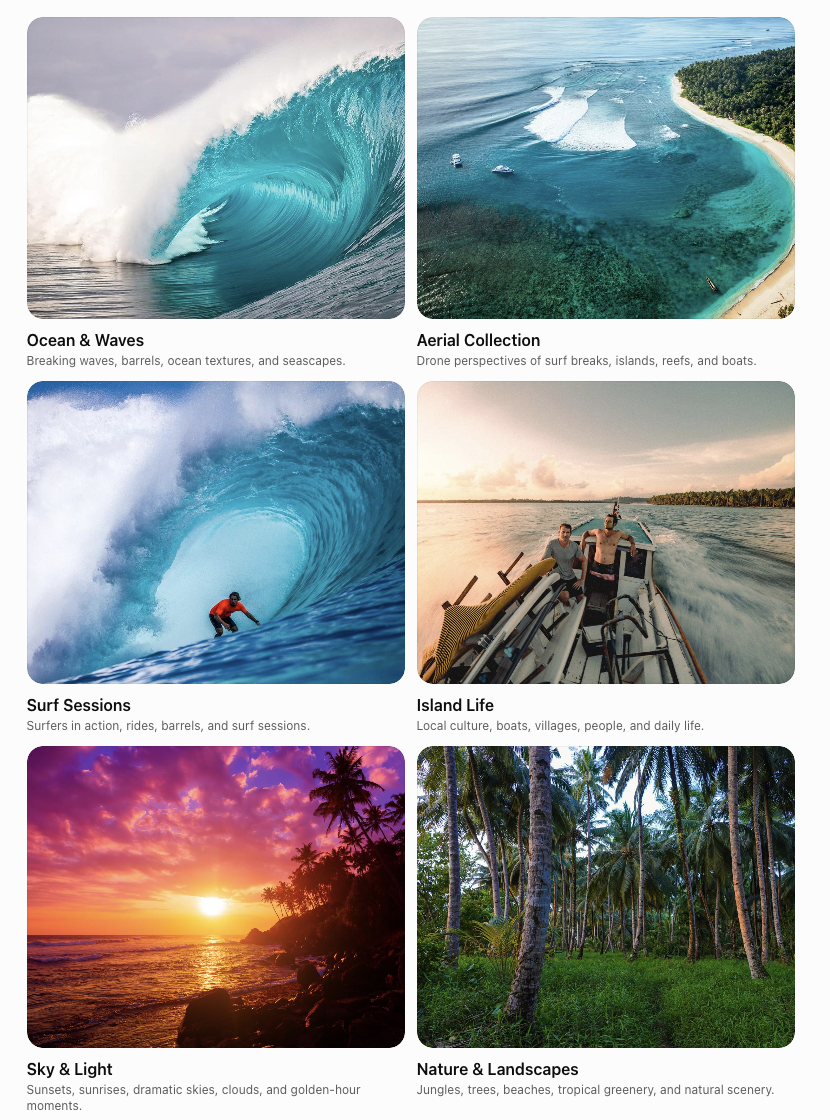 Ocean & Waves
Breaking waves, barrels, ocean textures, and seascapes.
Aerial Collection
Drone perspectives of surf breaks, islands, reefs, and boats.
Surf Sessions
Surfers in action, rides, barrels, and surf sessions.
Island Life
Local culture, boats, villages, people, and daily life.
Sky & Light
Sunsets, sunrises, dramatic skies, clouds, and golden-hour
moments.
Nature & Landscapes
Jungles, trees, beaches, tropical greenery, and natural scenery.